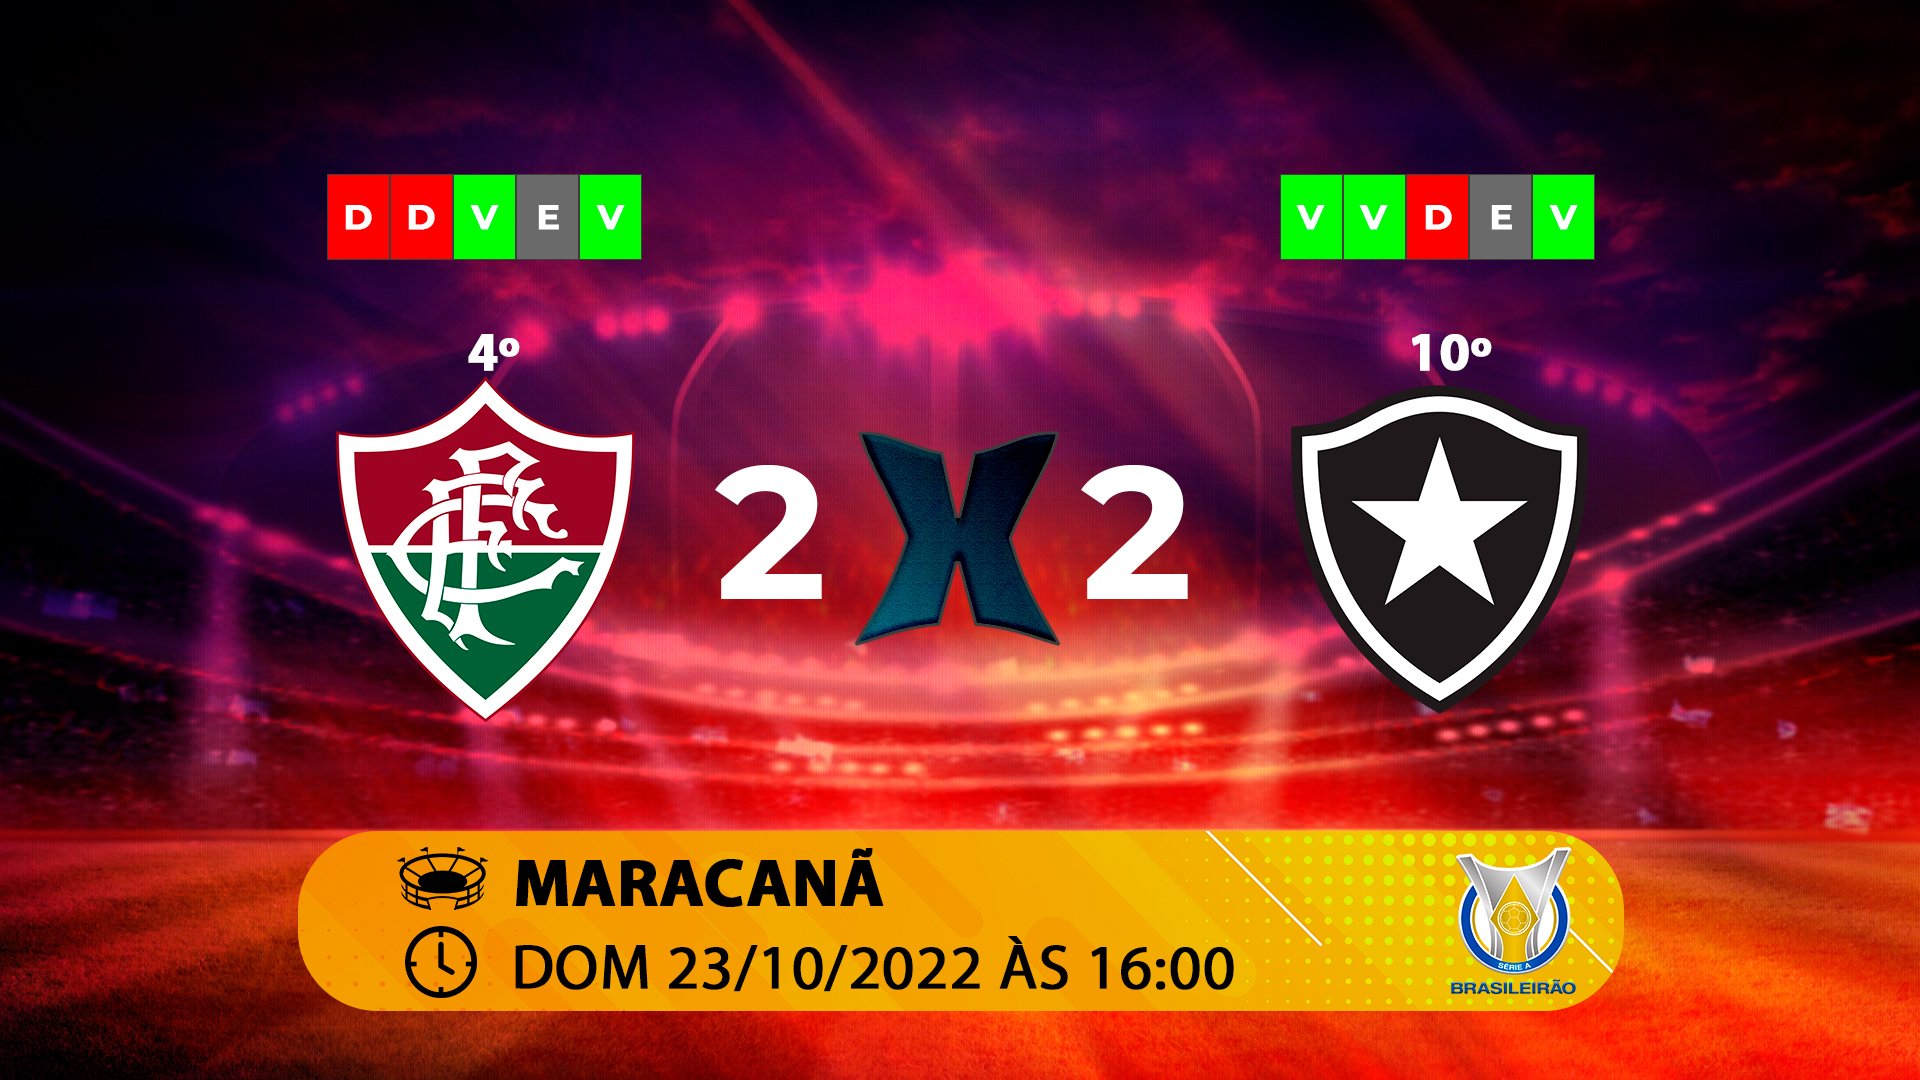 D D V E V
V V D E V
4º
10º
2 X 2
MARACANÃ
DOM 23/10/2022 ÀS 16:00
SÉRIE A
BRASILEIRÃO